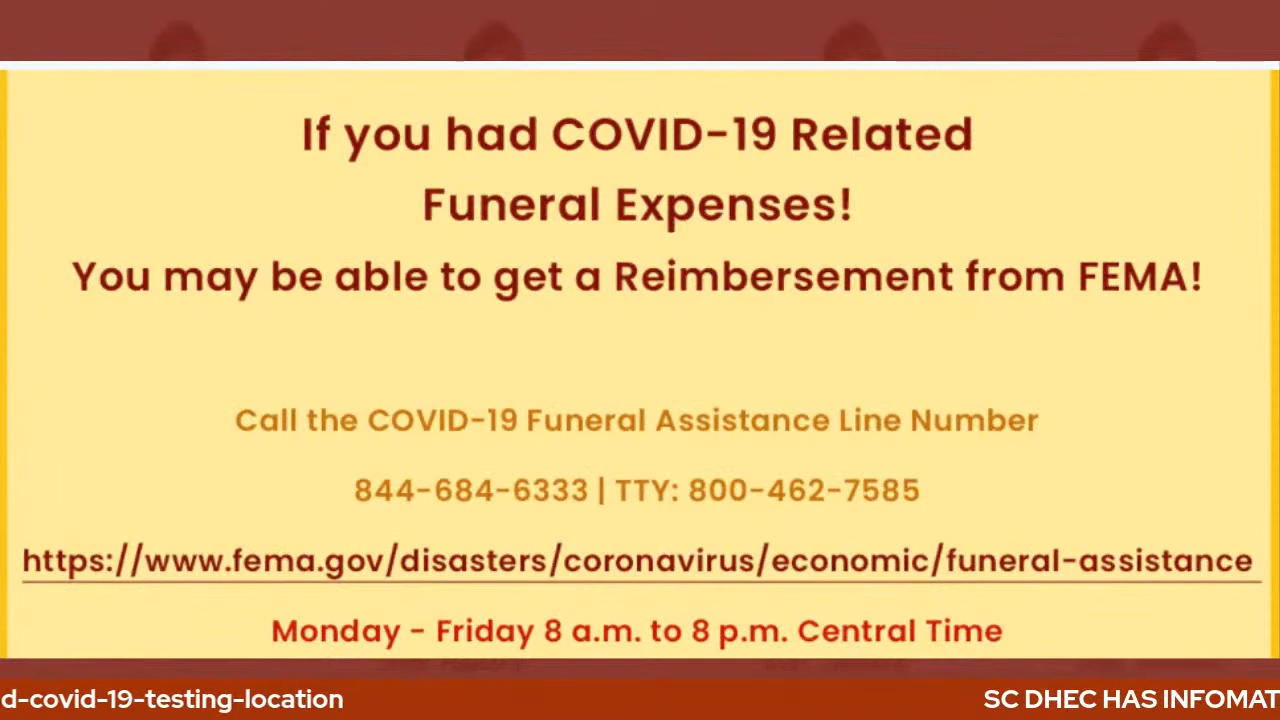 If you had COVID-19 Related
Funeral Expenses!
You may be able to get a Reimbersement from FEMA!
Call the COVID-19 Funeral Assistance Line Number
844-684-6333 | TTY: 800-462-7585
https://www.fema.gov/disasters/coronavirus/economic/funeral-assistance
Monday - Friday 8 a.m. to 8 p.m. Central Time
d-covid-19-testing-location
SC DHEC HAS INFOMAT